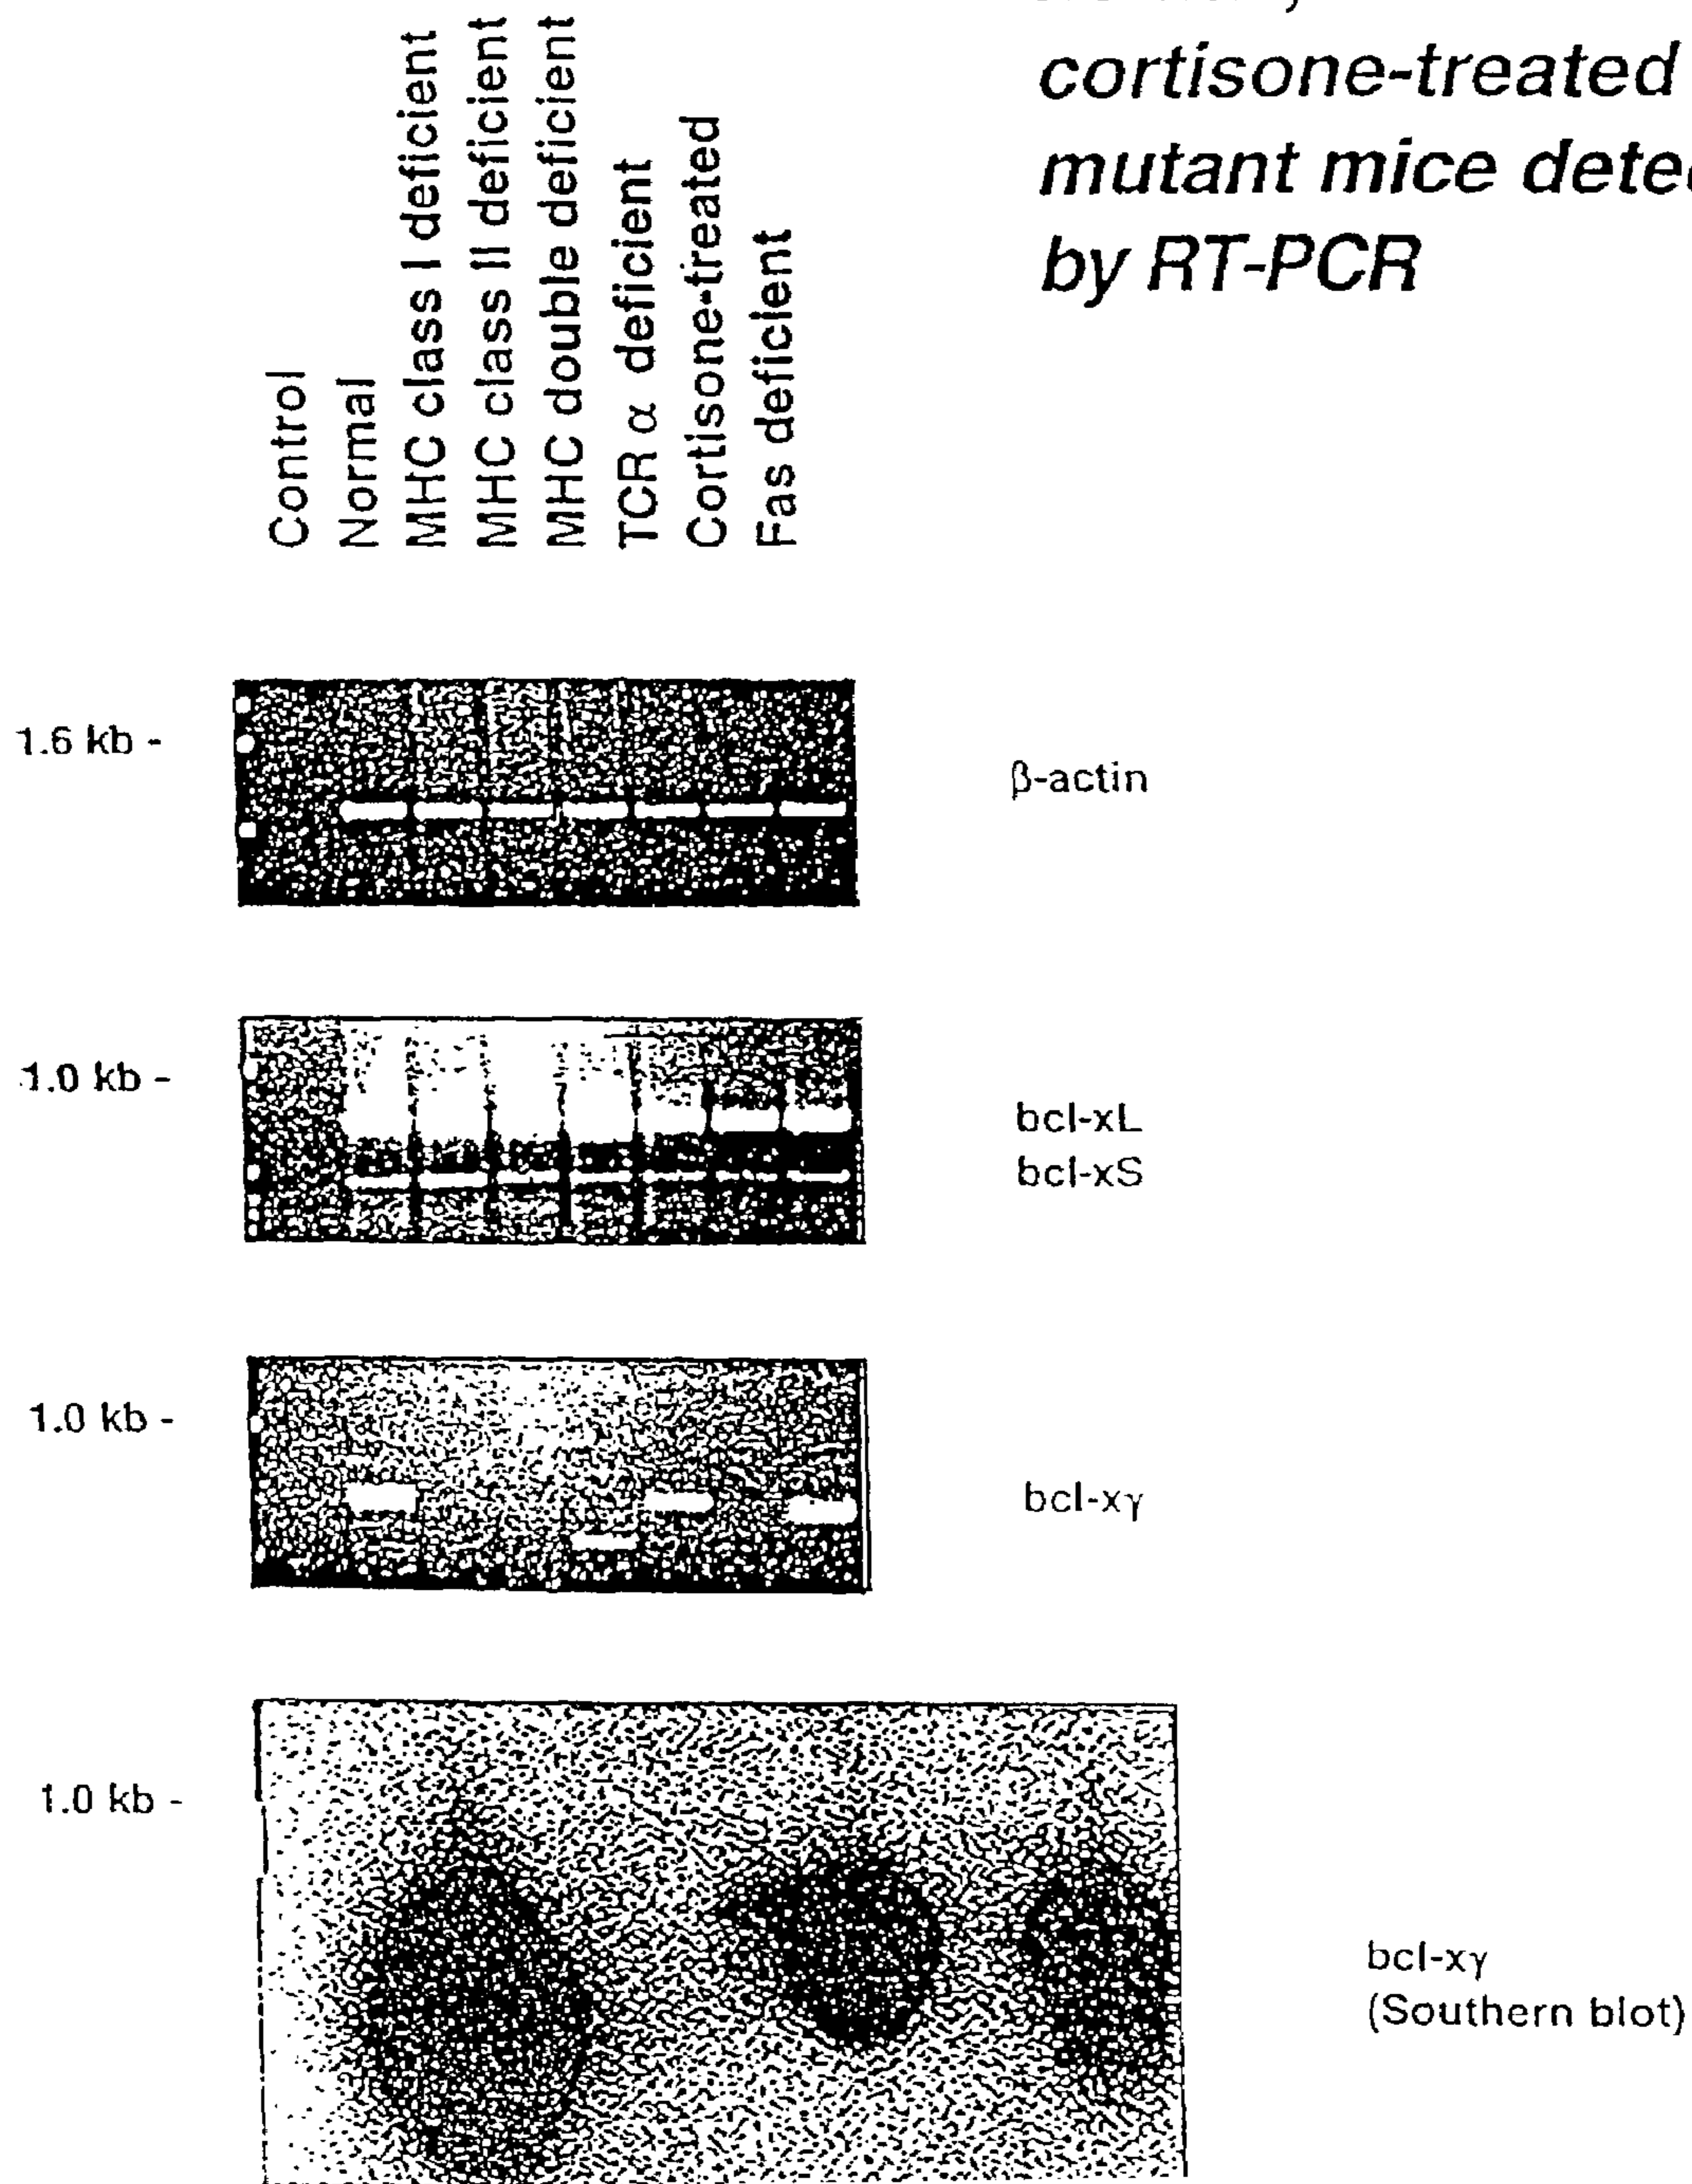 cortisone-treated
mutant mice
by RT-PCR
Control
Normal
MHC class I deficient
MHC class II deficient
MHC double deficient
TCR α deficient
Cortisone-treated
Fas deficient
1.6 kb -
β-actin
1.0 kb -
bcl-xL
bcl-xS
1.0 kb -
bcl-xγ
1.0 kb -
bcl-xγ
(Southern blot)